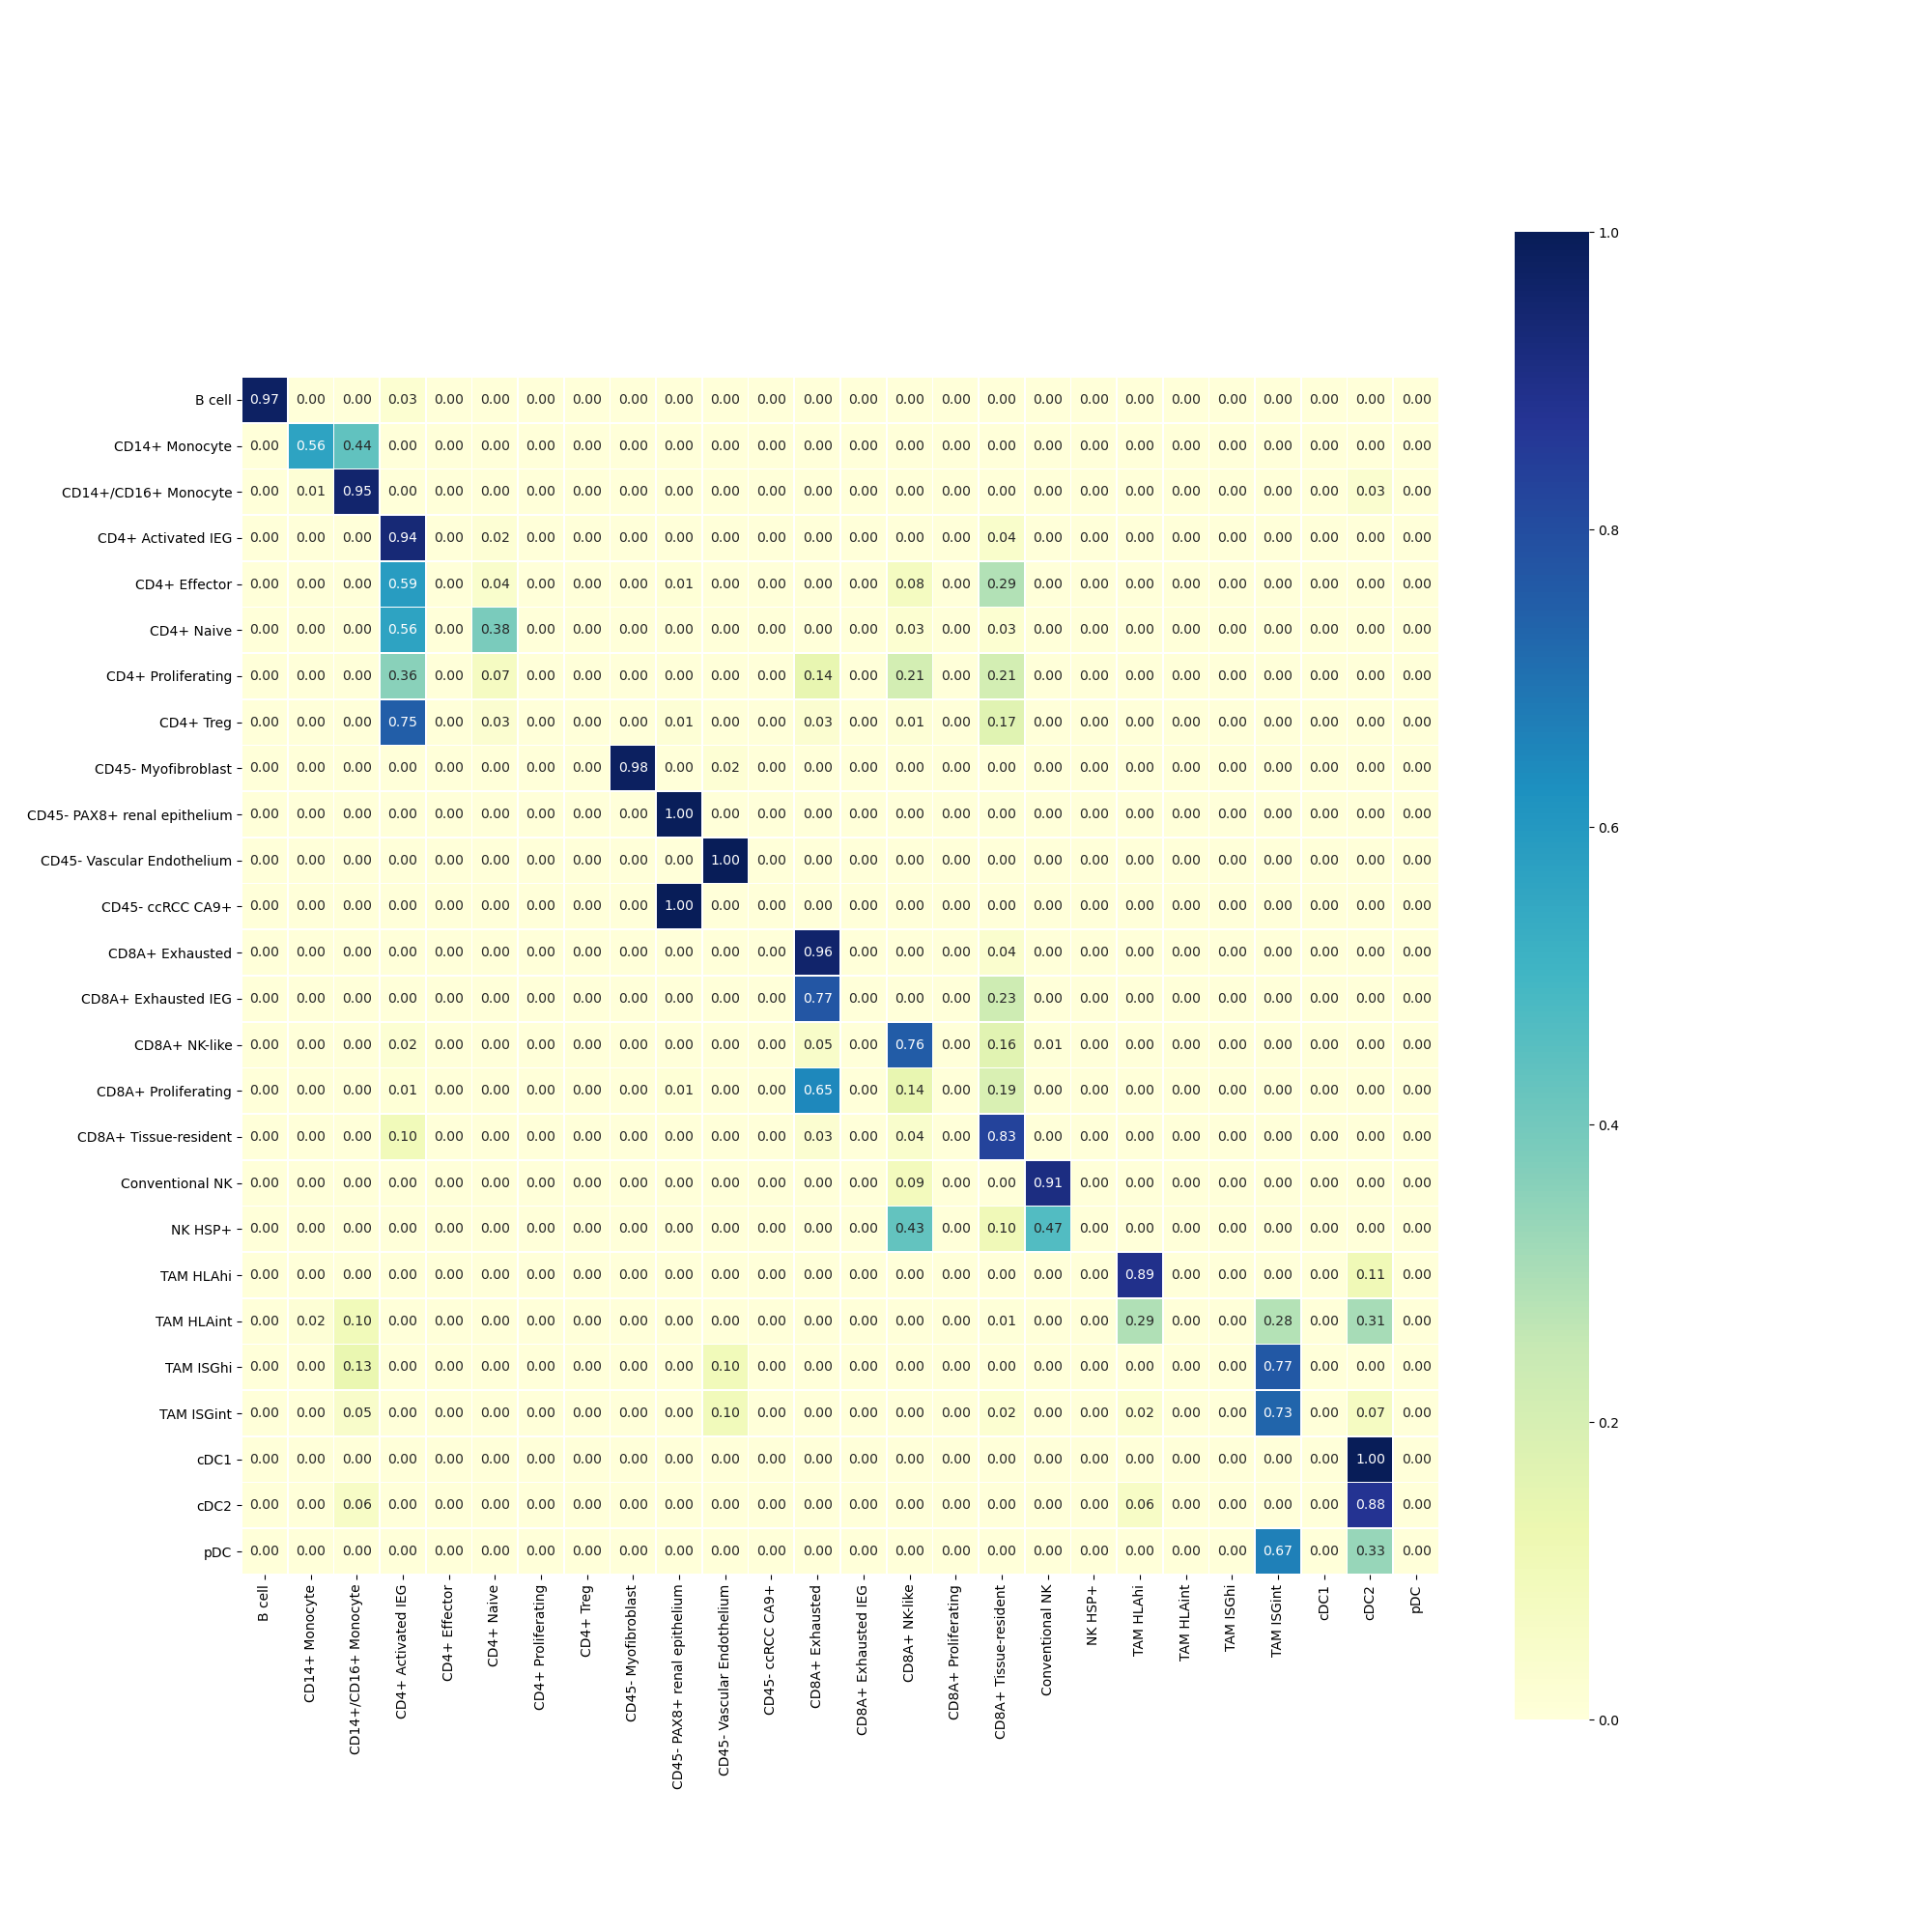 1.0
B cell 0.97 0.00 0.00 0.03 0.00 0.00 0.00 0.00 0.00 0.00 0.00 0.00 0.00 0.00 0.00 0.00 0.00 0.00 0.00 0.00 0.00 0.00 0.00 0.00 0.00 0.00
CD14+ Monocyte 0.00 0.56 0.44 0.00 0.00 0.00 0.00 0.00 0.00 0.00 0.00 0.00 0.00 0.00 0.00 0.00 0.00 0.00 0.00 0.00 0.00 0.00 0.00 0.00 0.00 0.00
CD14+/CD16+ Monocyte 0.00 0.01 0.95 0.00 0.00 0.00 0.00 0.00 0.00 0.00 0.00 0.00 0.00 0.00 0.00 0.00 0.00 0.00 0.00 0.00 0.00 0.00 0.00 0.00 0.03 0.00
0.8
CD4+ Activated IEG 0.00 0.00 0.00 0.94 0.00 0.02 0.00 0.00 0.00 0.00 0.00 0.00 0.00 0.00 0.00 0.00 0.04 0.00 0.00 0.00 0.00 0.00 0.00 0.00 0.00 0.00
CD4+ Effector 0.00 0.00 0.00 0.59 0.00 0.04 0.00 0.00 0.00 0.01 0.00 0.00 0.00 0.00 0.08 0.00 0.29 0.00 0.00 0.00 0.00 0.00 0.00 0.00 0.00 0.00
CD4+ Naive 0.00 0.00 0.00 0.56 0.00 0.38 0.00 0.00 0.00 0.00 0.00 0.00 0.00 0.00 0.03 0.00 0.03 0.00 0.00 0.00 0.00 0.00 0.00 0.00 0.00 0.00
CD4+ Proliferating 0.00 0.00 0.00 0.36 0.00 0.07 0.00 0.00 0.00 0.00 0.00 0.00 0.14 0.00 0.21 0.00 0.21 0.00 0.00 0.00 0.00 0.00 0.00 0.00 0.00 0.00
CD4+ Treg 0.00 0.00 0.00 0.75 0.00 0.03 0.00 0.00 0.00 0.01 0.00 0.00 0.03 0.00 0.01 0.00 0.17 0.00 0.00 0.00 0.00 0.00 0.00 0.00 0.00 0.00
CD45- Myofibroblast 0.00 0.00 0.00 0.00 0.00 0.00 0.00 0.00 0.98 0.00 0.02 0.00 0.00 0.00 0.00 0.00 0.00 0.00 0.00 0.00 0.00 0.00 0.00 0.00 0.00 0.00
CD45- PAX8+ renal epithelium 0.00 0.00 0.00 0.00 0.00 0.00 0.00 0.00 0.00 1.00 0.00 0.00 0.00 0.00 0.00 0.00 0.00 0.00 0.00 0.00 0.00 0.00 0.00 0.00 0.00 0.00
0.6
CD45- Vascular Endothelium 0.00 0.00 0.00 0.00 0.00 0.00 0.00 0.00 0.00 0.00 1.00 0.00 0.00 0.00 0.00 0.00 0.00 0.00 0.00 0.00 0.00 0.00 0.00 0.00 0.00 0.00
CD45- ccRCC CA9+ 0.00 0.00 0.00 0.00 0.00 0.00 0.00 0.00 0.00 1.00 0.00 0.00 0.00 0.00 0.00 0.00 0.00 0.00 0.00 0.00 0.00 0.00 0.00 0.00 0.00 0.00
CD8A+ Exhausted 0.00 0.00 0.00 0.00 0.00 0.00 0.00 0.00 0.00 0.00 0.00 0.00 0.96 0.00 0.00 0.00 0.04 0.00 0.00 0.00 0.00 0.00 0.00 0.00 0.00 0.00
CD8A+ Exhausted IEG 0.00 0.00 0.00 0.00 0.00 0.00 0.00 0.00 0.00 0.00 0.00 0.00 0.77 0.00 0.00 0.00 0.23 0.00 0.00 0.00 0.00 0.00 0.00 0.00 0.00 0.00
CD8A+ NK-like 0.00 0.00 0.00 0.02 0.00 0.00 0.00 0.00 0.00 0.00 0.00 0.00 0.05 0.00 0.76 0.00 0.16 0.01 0.00 0.00 0.00 0.00 0.00 0.00 0.00 0.00
CD8A+ Proliferating 0.00 0.00 0.00 0.01 0.00 0.00 0.00 0.00 0.00 0.01 0.00 0.00 0.65 0.00 0.14 0.00 0.19 0.00 0.00 0.00 0.00 0.00 0.00 0.00 0.00 0.00
0.4
CD8A+ Tissue-resident 0.00 0.00 0.00 0.10 0.00 0.00 0.00 0.00 0.00 0.00 0.00 0.00 0.03 0.00 0.04 0.00 0.83 0.00 0.00 0.00 0.00 0.00 0.00 0.00 0.00 0.00
Conventional NK 0.00 0.00 0.00 0.00 0.00 0.00 0.00 0.00 0.00 0.00 0.00 0.00 0.00 0.00 0.09 0.00 0.00 0.91 0.00 0.00 0.00 0.00 0.00 0.00 0.00 0.00
NK HSP+ 0.00 0.00 0.00 0.00 0.00 0.00 0.00 0.00 0.00 0.00 0.00 0.00 0.00 0.00 0.43 0.00 0.10 0.47 0.00 0.00 0.00 0.00 0.00 0.00 0.00 0.00
TAM HLAhi 0.00 0.00 0.00 0.00 0.00 0.00 0.00 0.00 0.00 0.00 0.00 0.00 0.00 0.00 0.00 0.00 0.00 0.00 0.00 0.89 0.00 0.00 0.00 0.00 0.11 0.00
TAM HLAint 0.00 0.02 0.10 0.00 0.00 0.00 0.00 0.00 0.00 0.00 0.00 0.00 0.00 0.00 0.00 0.00 0.01 0.00 0.00 0.29 0.00 0.00 0.28 0.00 0.31 0.00
TAM ISGhi 0.00 0.00 0.13 0.00 0.00 0.00 0.00 0.00 0.00 0.00 0.10 0.00 0.00 0.00 0.00 0.00 0.00 0.00 0.00 0.00 0.00 0.00 0.77 0.00 0.00 0.00
TAM ISGint 0.00 0.00 0.05 0.00 0.00 0.00 0.00 0.00 0.00 0.00 0.10 0.00 0.00 0.00 0.00 0.00 0.02 0.00 0.00 0.02 0.00 0.00 0.73 0.00 0.07 0.00
0.2
cDC1 0.00 0.00 0.00 0.00 0.00 0.00 0.00 0.00 0.00 0.00 0.00 0.00 0.00 0.00 0.00 0.00 0.00 0.00 0.00 0.00 0.00 0.00 0.00 0.00 1.00 0.00
cDC2 0.00 0.00 0.06 0.00 0.00 0.00 0.00 0.00 0.00 0.00 0.00 0.00 0.00 0.00 0.00 0.00 0.00 0.00 0.00 0.06 0.00 0.00 0.00 0.00 0.88 0.00
pDC 0.00 0.00 0.00 0.00 0.00 0.00 0.00 0.00 0.00 0.00 0.00 0.00 0.00 0.00 0.00 0.00 0.00 0.00 0.00 0.00 0.00 0.00 0.67 0.00 0.33 0.00
0.0
B cell
CD14+ Monocyte
CD14+/CD16+ Monocyte
CD4+ Activated IEG
CD4+ Effector
CD4+ Naive
CD4+ Proliferating
CD4+ Treg
CD45- Myofibroblast
CD45- PAX8+ renal epithelium
CD45- Vascular Endothelium
CD45- ccRCC CA9+
CD8A+ Exhausted
CD8A+ Exhausted IEG
CD8A+ NK-like
CD8A+ Proliferating
CD8A+ Tissue-resident
Conventional NK
NK HSP+
TAM HLAhi
TAM HLAint
TAM ISGhi
TAM ISGint
cDC1
cDC2
pDC